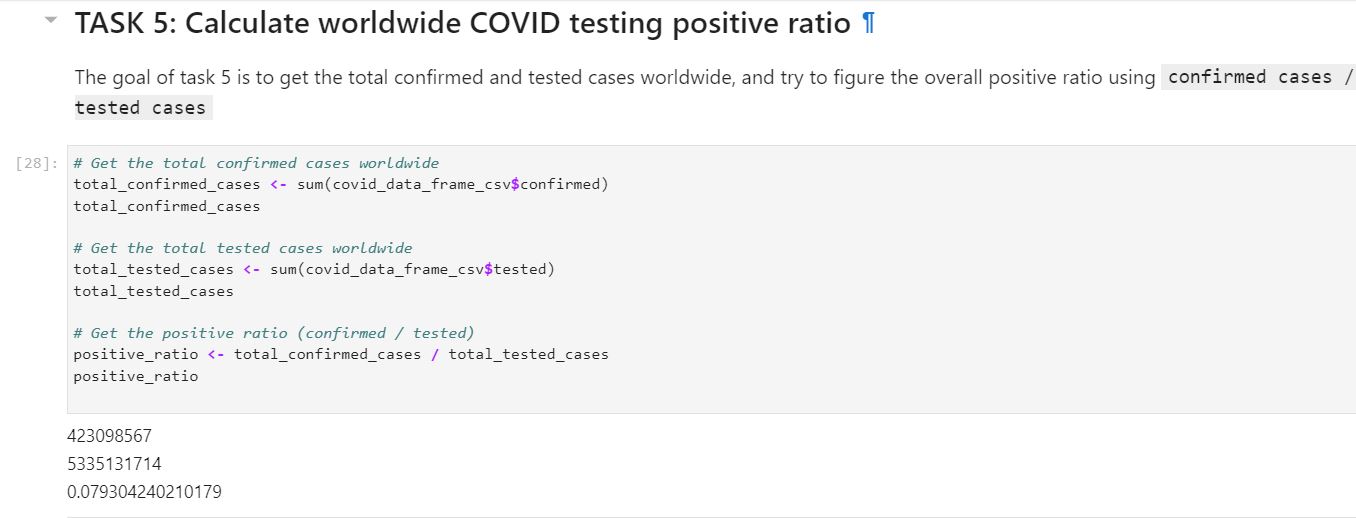 TASK 5: Calculate worldwide COVID testing positive ratio ¶
The goal of task 5 is to get the total confirmed and tested cases worldwide, and try to figure the overall positive ratio using confirmed cases /
tested cases
[28]: # Get the total confirmed cases worldwide
total_confirmed_cases <- sum(covid_data_frame_csv$confirmed)
total_confirmed_cases
# Get the total tested cases worldwide
total_tested_cases <- sum(covid_data_frame_csv$tested)
total_tested_cases
# Get the positive ratio (confirmed / tested)
positive_ratio <- total_confirmed_cases / total_tested_cases
positive_ratio
423098567
5335131714
0.079304240210179